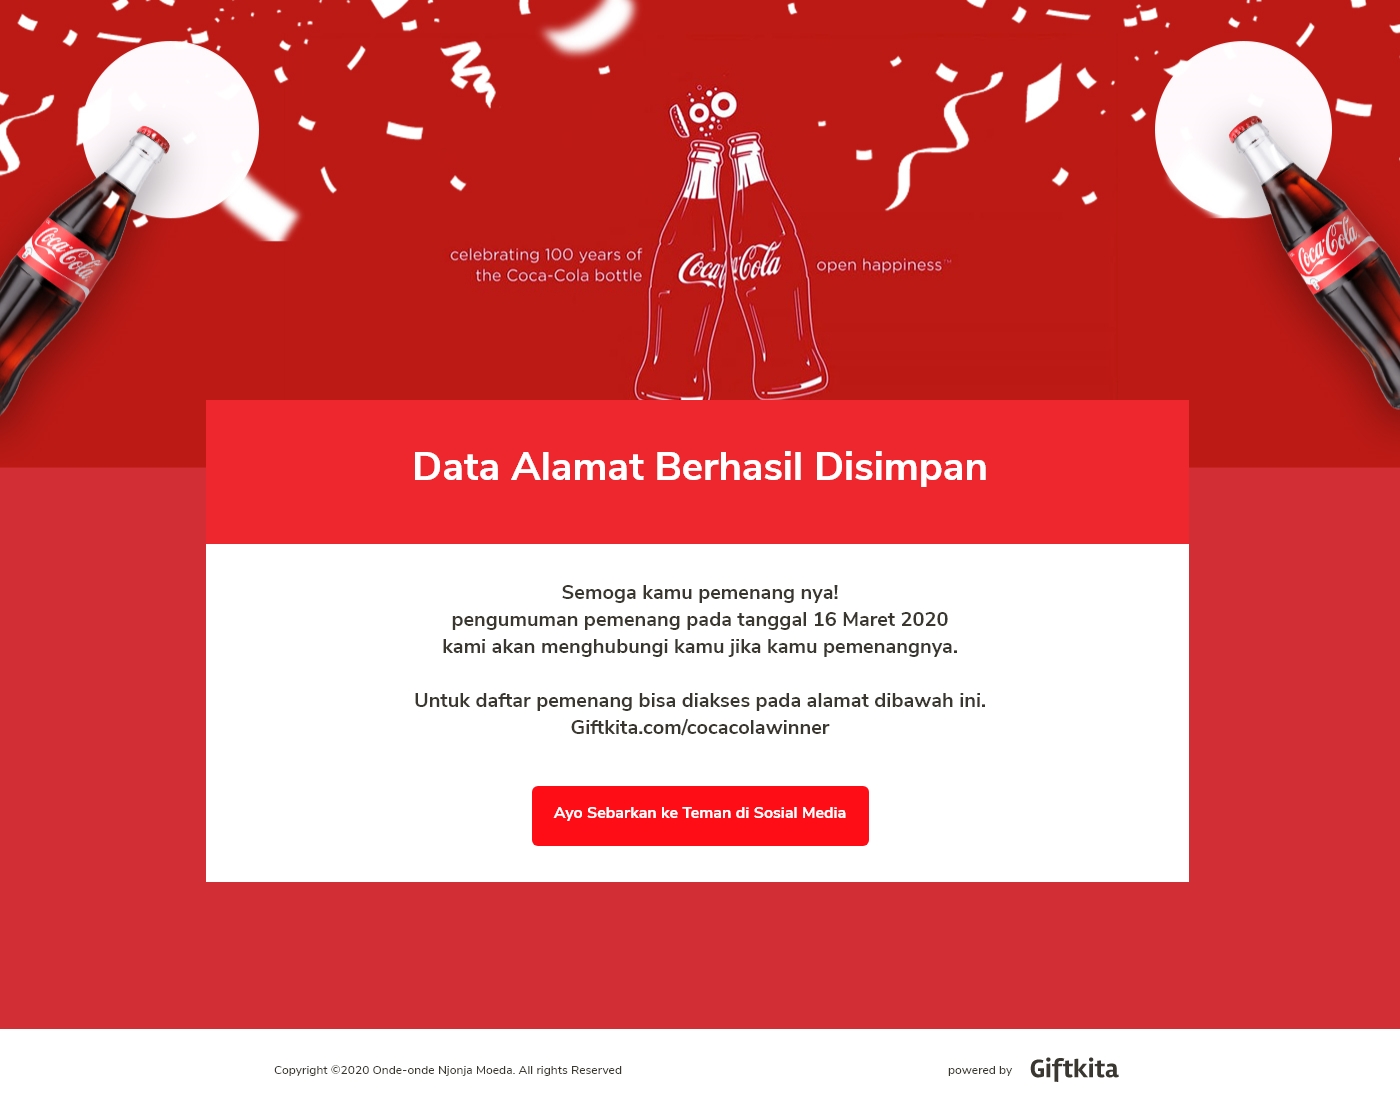 100
celebrating 100 years of
the Coca-Cola bottle
Coca-Cola
Coca-Cola
open happiness™
Coca-Cola
Coca-Cola
Data Alamat Berhasil Disimpan
Semoga kamu pemenang nya!
pengumuman pemenang pada tanggal 16 Maret 2020
kami akan menghubungi kamu jika kamu pemenangnya.
Untuk daftar pemenang bisa diakses pada alamat dibawah ini.
Giftkita.com/cocacolawinner
Ayo Sebarkan ke Teman di Sosial Media
Copyright ©2020 Onde-onde Njonja Moeda. All rights Reserved
powered by Giftkita